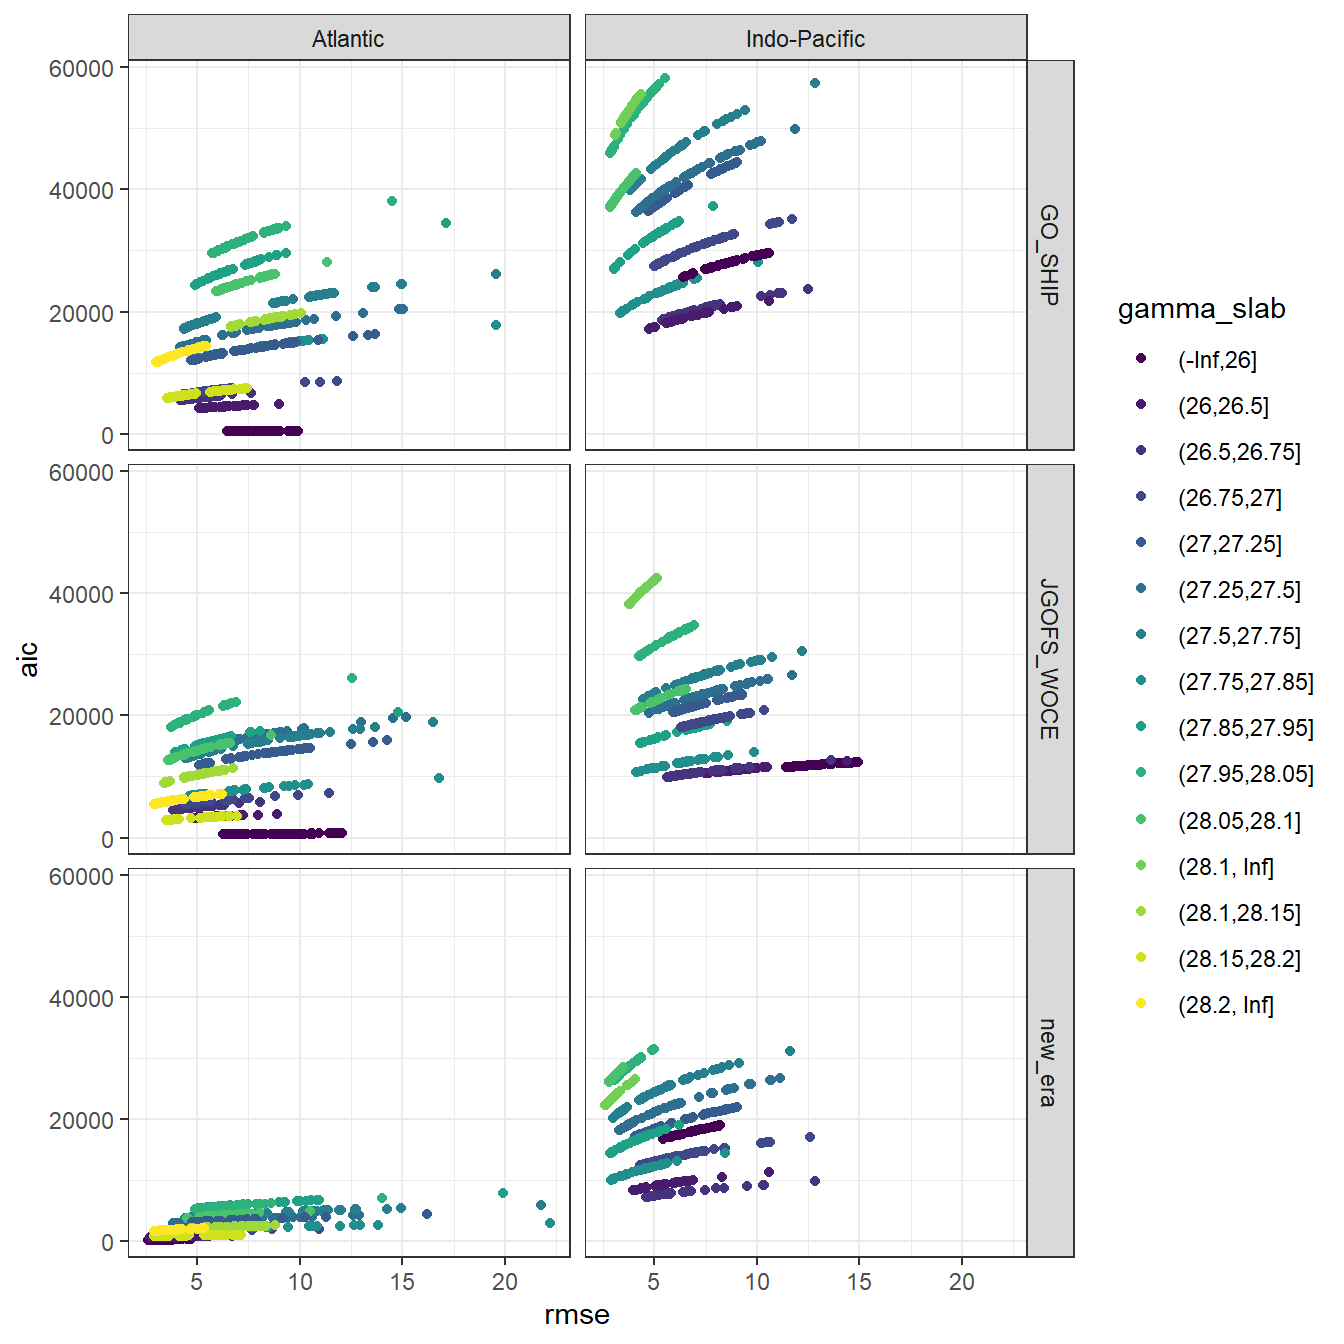 Atlantic
Indo-Pacific
60000
40000
20000
0
GO_SHIP
60000
40000
20000
0
JGOFS_WOCE
60000
40000
20000
0
new_era
5
10
15
20
5
10
15
20
rmse
aic
gamma_slab
(-Inf,26]
(26,26.5]
(26.5,26.75]
(26.75,27]
(27,27.25]
(27.25,27.5]
(27.5,27.75]
(27.75,27.85]
(27.85,27.95]
(27.95,28.05]
(28.05,28.1]
(28.1, Inf]
(28.1,28.15]
(28.15,28.2]
(28.2, Inf]